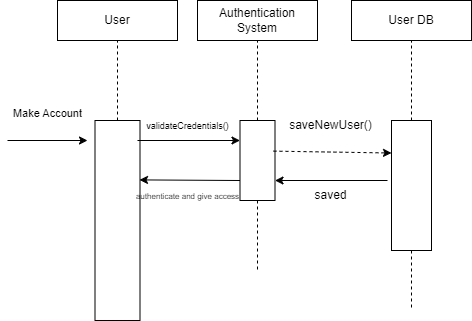 User
Authentication
System
User DB
Make Account
validateCredentials()
saveNewUser()
authenticate and give access
saved